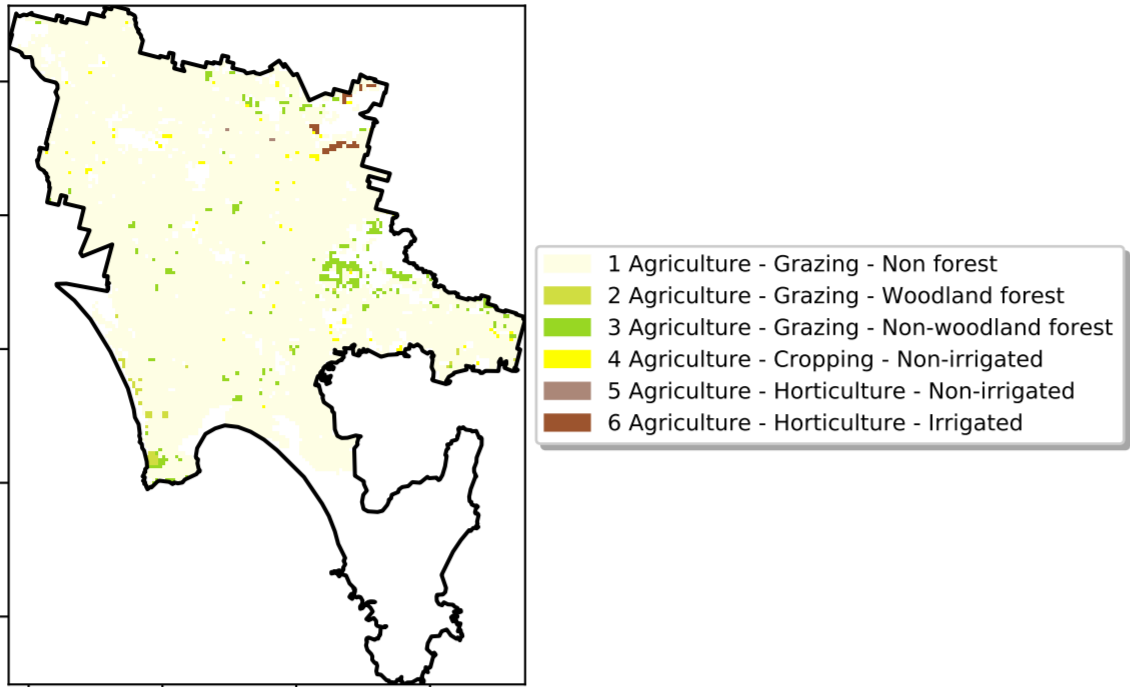 1 Agriculture - Grazing - Non forest
2 Agriculture - Grazing - Woodland forest
3 Agriculture - Grazing - Non-woodland forest
4 Agriculture - Cropping - Non-irrigated
5 Agriculture - Horticulture - Non-irrigated
6 Agriculture - Horticulture - Irrigated